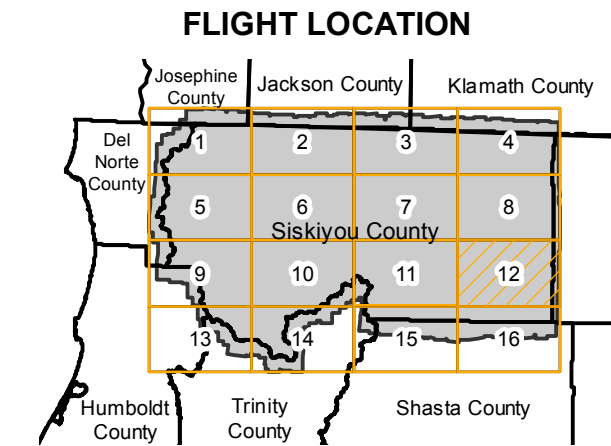 FLIGHT LOCATION
Josephine
County
Jackson County
Klamath County
Del
Norte
County
1
2
3
4
5
6
7
8
Siskiyou County
9
10
11
12
13
14
15
16
Humboldt
County
Trinity
County
Shasta County